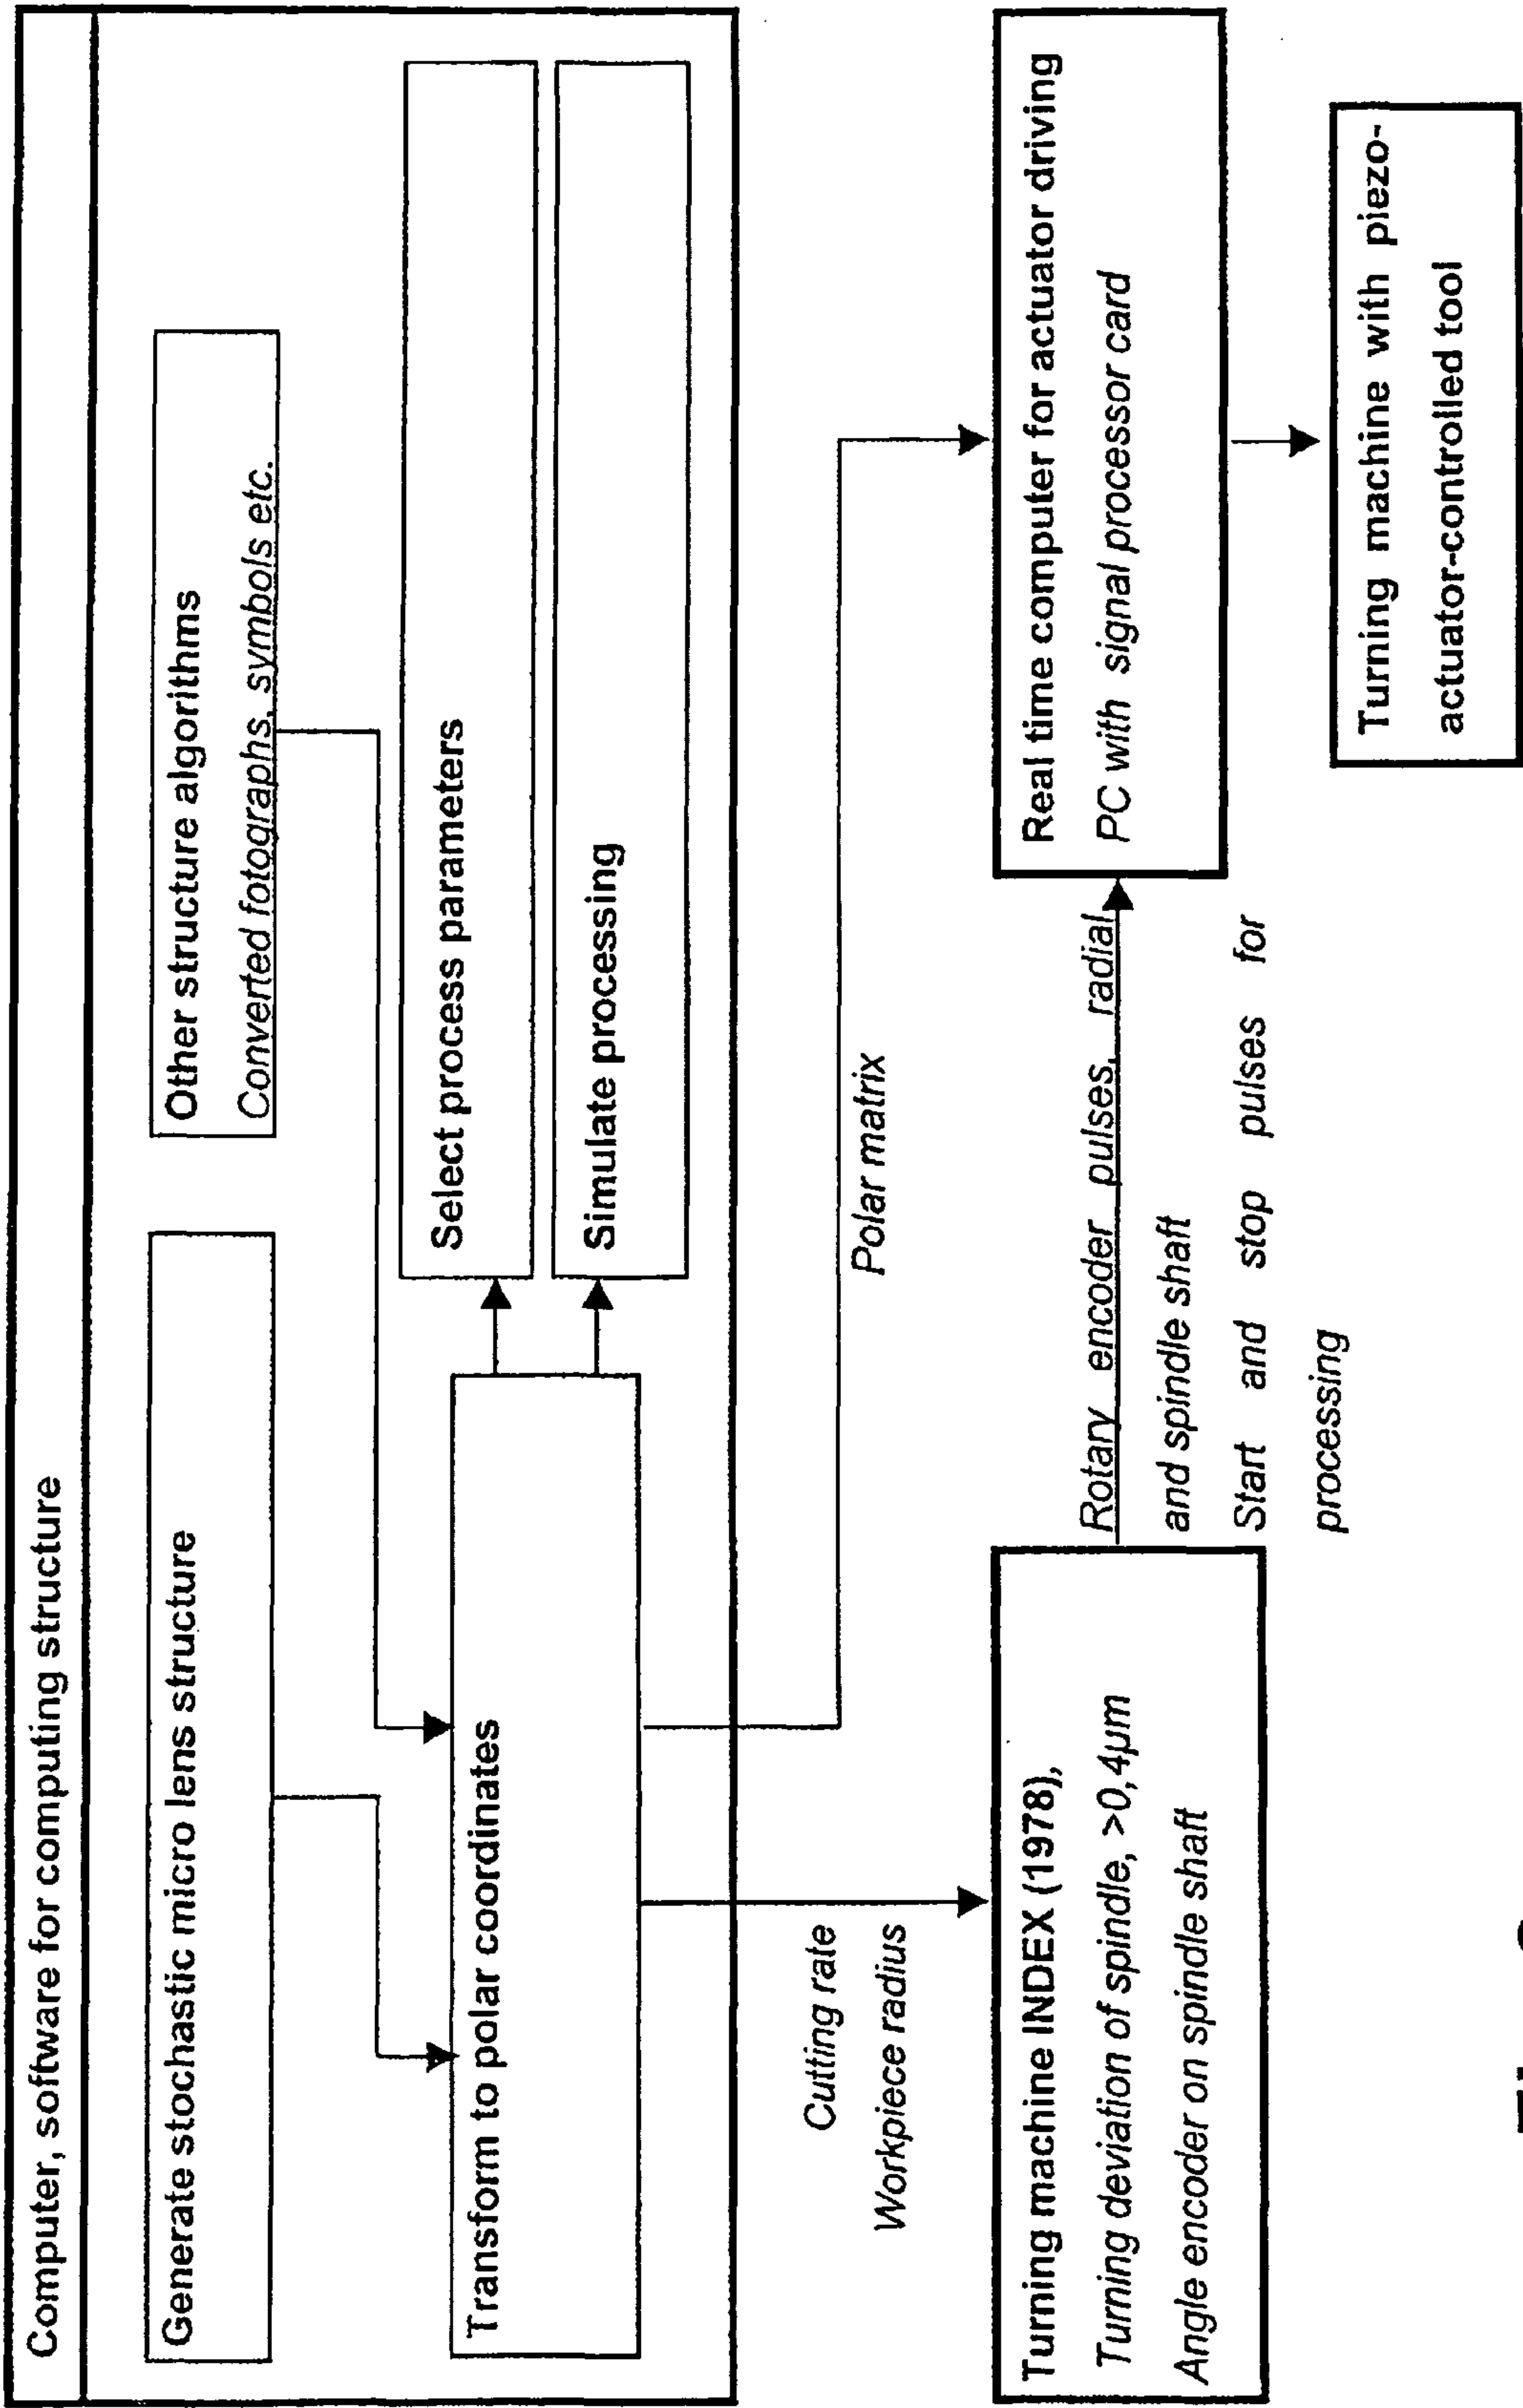 Computer, software for computing structure
Generate stochastic micro lens structure
Other structure algorithms
Converted fotographs, symbols etc.
Transform to polar coordinates
Select process parameters
Simulate processing
Cutting rate
Workpiece radius
Polar matrix
Turning machine INDEX (1978),
Turning deviation of spindle, >0,4µm
Angle encoder on spindle shaft
Rotary encoder pulses, radial
and spindle shaft
Start and stop pulses for
processing
Real time computer for actuator driving
PC with signal processor card
Turning machine with piezo-
actuator-controlled tool